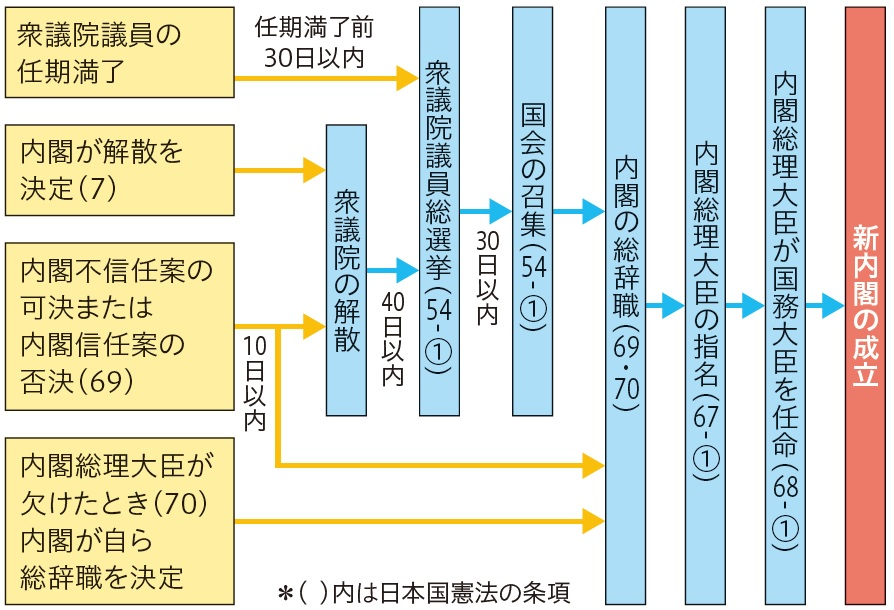 衆議院議員の
任期満了
任期満了前
30日以内
内閣が解散を
決定(7)
内閣不信任案の
可決または
内閣信任案の
否決(69)
10日以内
内閣総理大臣が
欠けたとき(70)
内閣が自ら
総辞職を決定
衆議院の解散
40日以内
衆議院議員総選挙(54-①)
30日以内
国会の召集(54-①)
内閣の総辞職(69・70)
内閣総理大臣の指名(67-①)
内閣総理大臣が国務大臣を任命(68-①)
新内閣の成立
*( )内は日本国憲法の条項